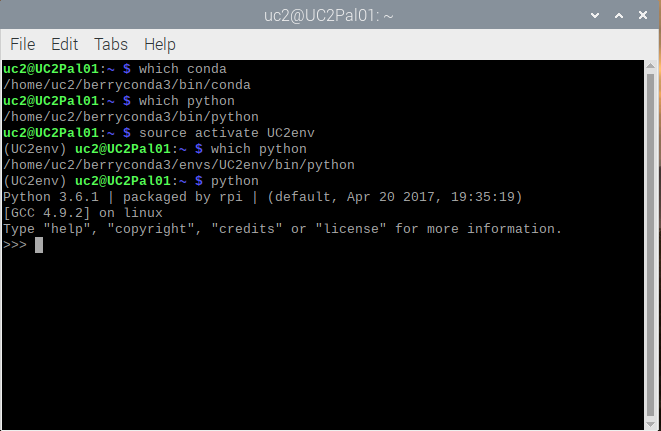 uc2@UC2Pal01: ~
File Edit Tabs Help
uc2@UC2Pal01:~ $ which conda
/home/uc2/berryconda3/bin/conda
uc2@UC2Pal01:~ $ which python
/home/uc2/berryconda3/bin/python
uc2@UC2Pal01:~ $ source activate UC2env
(UC2env) uc2@UC2Pal01:~ $ which python
/home/uc2/berryconda3/envs/UC2env/bin/python
(UC2env) uc2@UC2Pal01:~ $ python
Python 3.6.1 | packaged by rpi | (default, Apr 20 2017, 19:35:19)
[GCC 4.9.2] on linux
Type "help", "copyright", "credits" or "license" for more information.
>>>